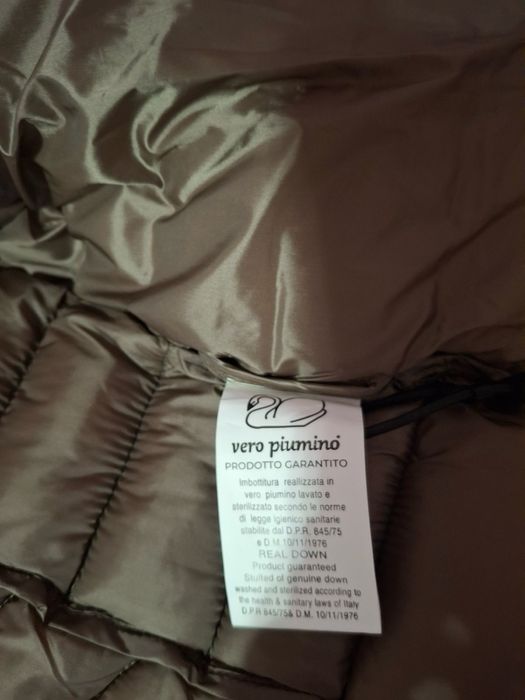 vero piumino®
PRODOTTO GARANTITO
Imbottitura reallizzata in
vero piumino lavato e
sterilizzato secondo le norme
di legge igienico sanitarie
stabilite dal D.P.R. 845/75
e D.M.10/11/1976
REAL DOWN
Product guaranteed
Stuffed of genuine down
washed and sterilized according to
the health & sanitary laws of Italy
D.P.R 845/75& D.M. 10/11/1976